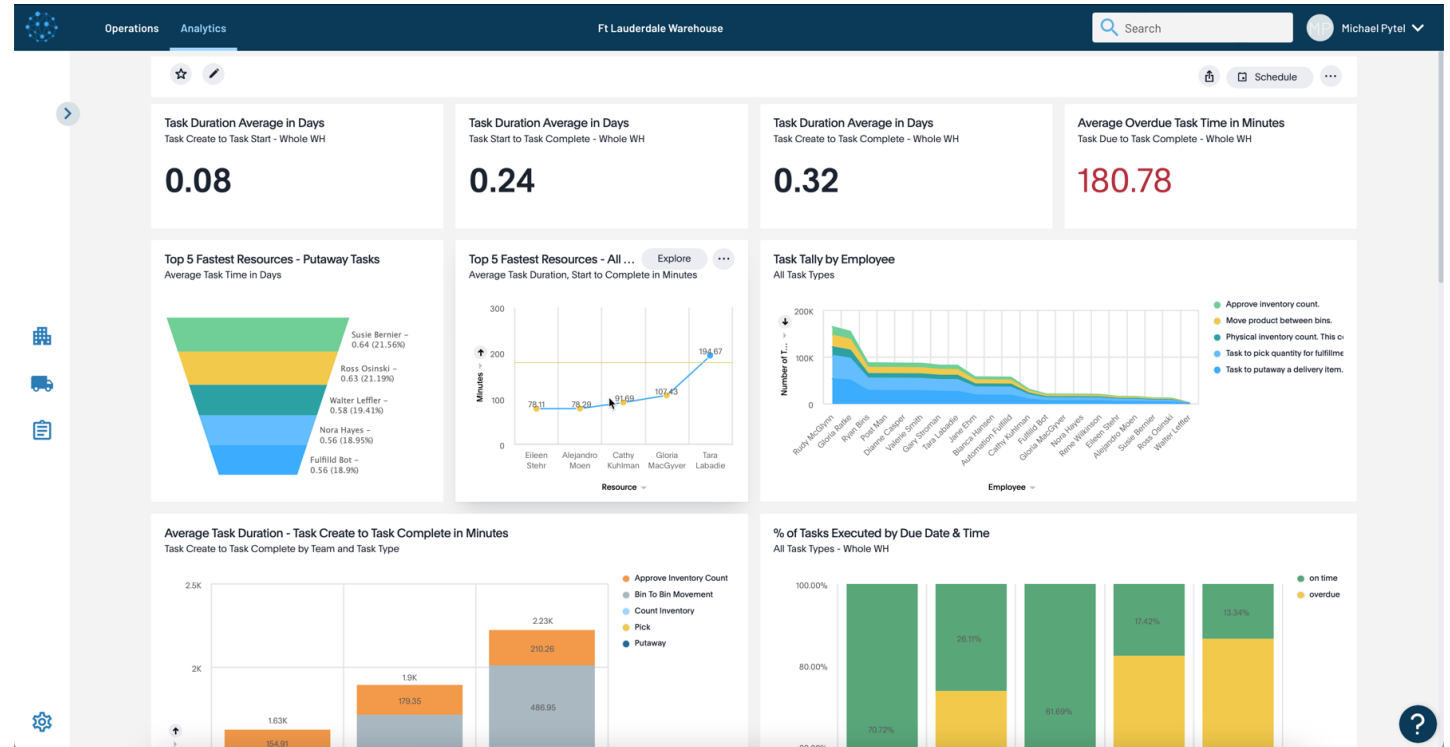 Operations
Analytics
Ft Lauderdale Warehouse
Search
MP
Michael Pytel
Schedule
Task Duration Average in Days
Task Create to Task Start - Whole WH
0.08
Task Duration Average in Days
Task Start to Task Complete - Whole WH
0.24
Task Duration Average in Days
Task Create to Task Complete - Whole WH
0.32
Average Overdue Task Time in Minutes
Task Due to Task Complete - Whole WH
180.78
Top 5 Fastest Resources - Putaway Tasks
Average Task Time in Days
Susie Bernier –
0.64 (21.56%)
Ross Osinski –
0.63 (21.19%)
Walter Leffler –
0.58 (19.41%)
Nora Hayes –
0.56 (18.95%)
Fulfilld Bot –
0.56 (18.9%)
Top 5 Fastest Resources - All ...
Explore
Average Task Duration, Start to Complete in Minutes
300
200
100
0
Minutes
78.11
78.29
91.69
107.43
194.67
Eileen
Stehr
Alejandro
Moen
Cathy
Kuhlman
Gloria
MacGyver
Tara
Labadie
Resource
Task Tally by Employee
All Task Types
200K
100K
0
Number of T...
Rudy McGlynn
Gloria Ratke
Ryan Bins
Post Man
Dianne Casper
Valerie Smith
Gary Stroman
Tara Labadie
Jane Ehm
Bianca Hansen
Automation Fulfilld
Cathy Kuhlman
Fulfilld Bot
Gloria MacGyver
Nora Hayes
Rene Wilkinson
Eileen Stehr
Alejandro Moen
Susie Bernier
Ross Osinski
Walter Leffler
Employee
Approve inventory count.
Move product between bins.
Physical inventory count. This c
Task to pick quantity for fulfillme
Task to putaway a delivery item.
Average Task Duration - Task Create to Task Complete in Minutes
Task Create to Task Complete by Team and Task Type
2.5K
2K
1.63K
154.91
1.9K
179.35
2.23K
210.26
486.95
Approve Inventory Count
Bin To Bin Movement
Count Inventory
Pick
Putaway
% of Tasks Executed by Due Date & Time
All Task Types - Whole WH
100.00%
80.00%
70.72%
26.11%
61.69%
17.42%
13.34%
on time
overdue
?